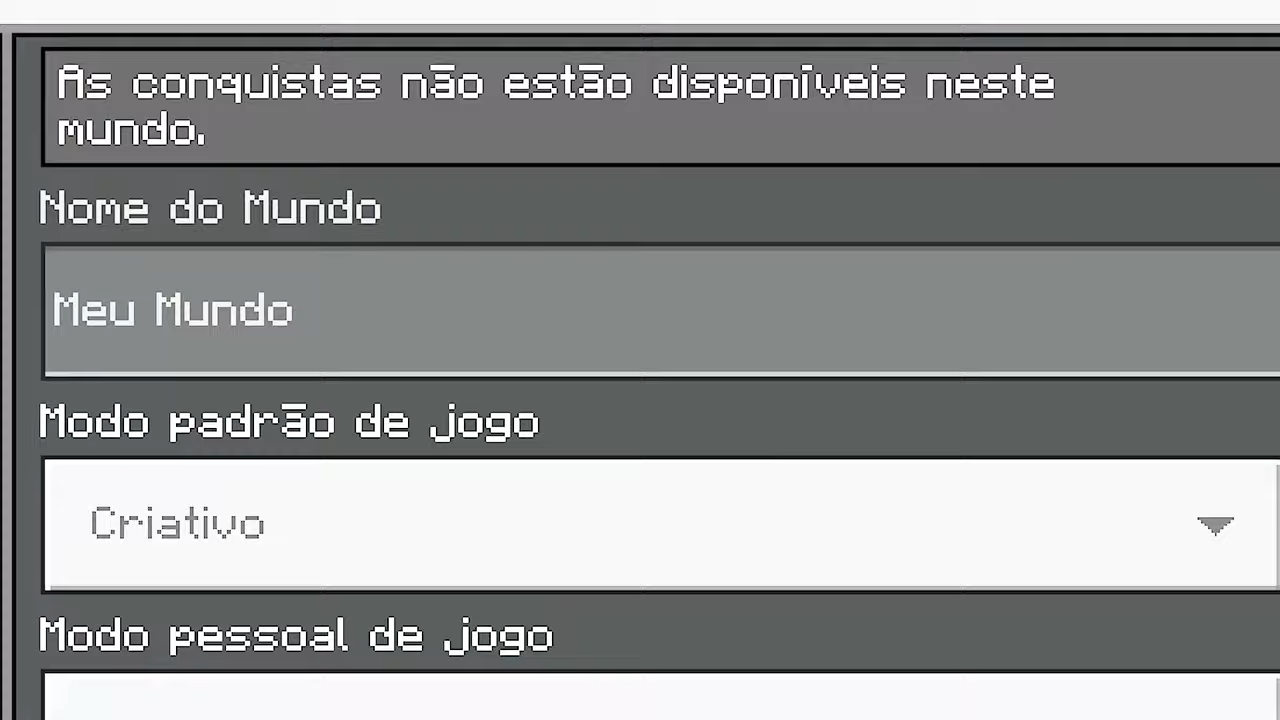 As conquistas não estão disponíveis neste
mundo.
Nome do Mundo
Meu Mundo
Modo padrão de jogo
Criativo
Modo pessoal de jogo